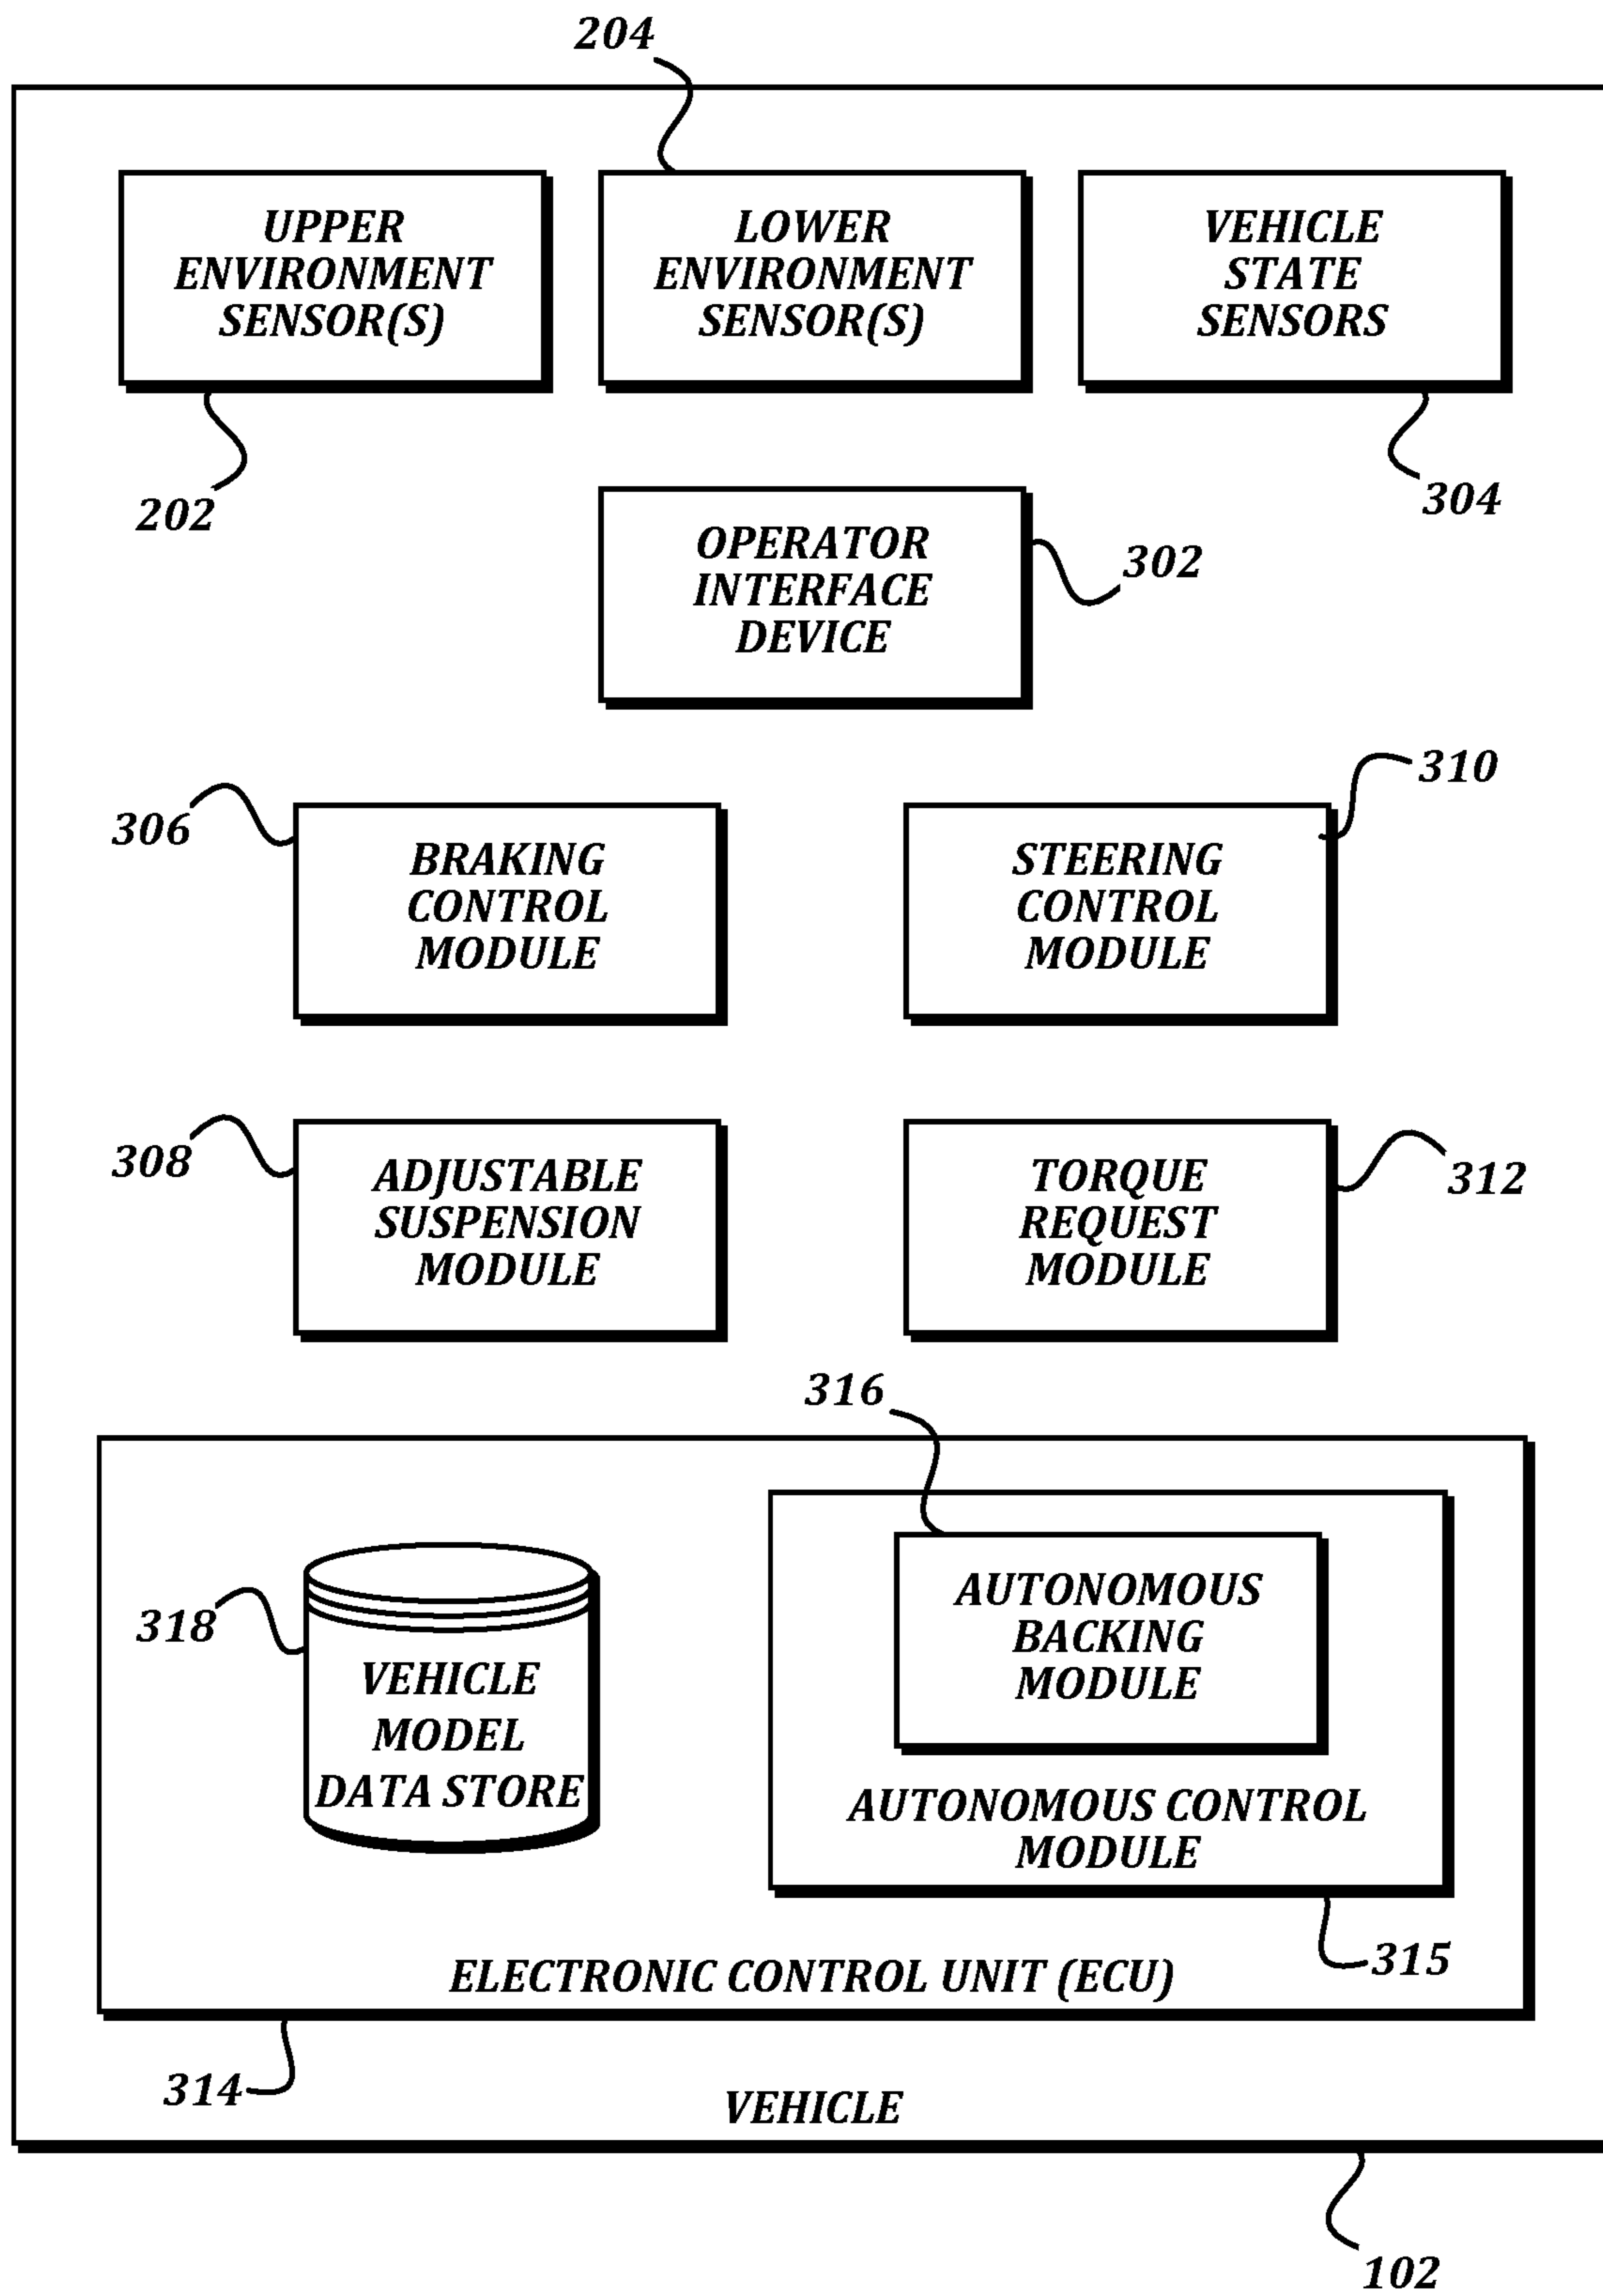 204
UPPER
ENVIRONMENT
SENSOR(S)
LOWER
ENVIRONMENT
SENSOR(S)
VEHICLE
STATE
SENSORS
202
304
OPERATOR
INTERFACE
DEVICE
302
310
306
BRAKING
CONTROL
MODULE
STEERING
CONTROL
MODULE
308
ADJUSTABLE
SUSPENSION
MODULE
TORQUE
REQUEST
MODULE
312
316
318
VEHICLE
MODEL
DATA STORE
AUTONOMOUS
BACKING
MODULE
AUTONOMOUS CONTROL
MODULE
315
ELECTRONIC CONTROL UNIT (ECU)
314
VEHICLE
102